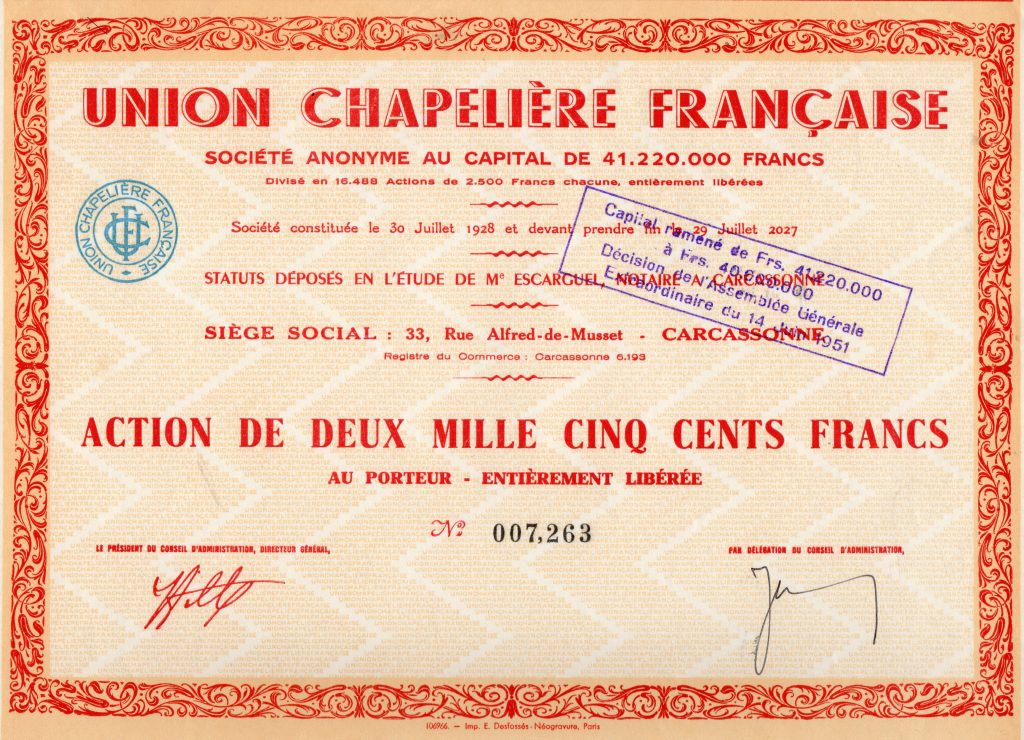 UNION CHAPELIÈRE FRANÇAISE
SOCIÉTÉ ANONYME AU CAPITAL DE 41.220.000 FRANCS
Divisé en 16.488 Actions de 2.500 Francs chacune, entièrement libérées
UNION CHAPELIÈRE FRANÇAISE
UCF
Société constituée le 30 Juillet 1928 et devant prendre fin le 29 Juillet 2027
STATUTS DÉPOSÉS EN L'ÉTUDE DE Me ESCARGUEL, NOTAIRE A CARCASSONNE
Capital ramené de Frs. 41.220.000
à Frs. 40.000.000
Décision de l'Assemblée Générale
Extraordinaire du 14 Juin 1951
SIÈGE SOCIAL : 33, Rue Alfred-de-Musset - CARCASSONNE
Registre du Commerce : Carcassonne 6.193
ACTION DE DEUX MILLE CINQ CENTS FRANCS
AU PORTEUR - ENTIÈREMENT LIBÉRÉE
No 007,263
LE PRÉSIDENT DU CONSEIL D'ADMINISTRATION, DIRECTEUR GÉNÉRAL,
PAR DÉLÉGATION DU CONSEIL D'ADMINISTRATION,
106966. — Imp. E. Desfossés-Néogravure, Paris